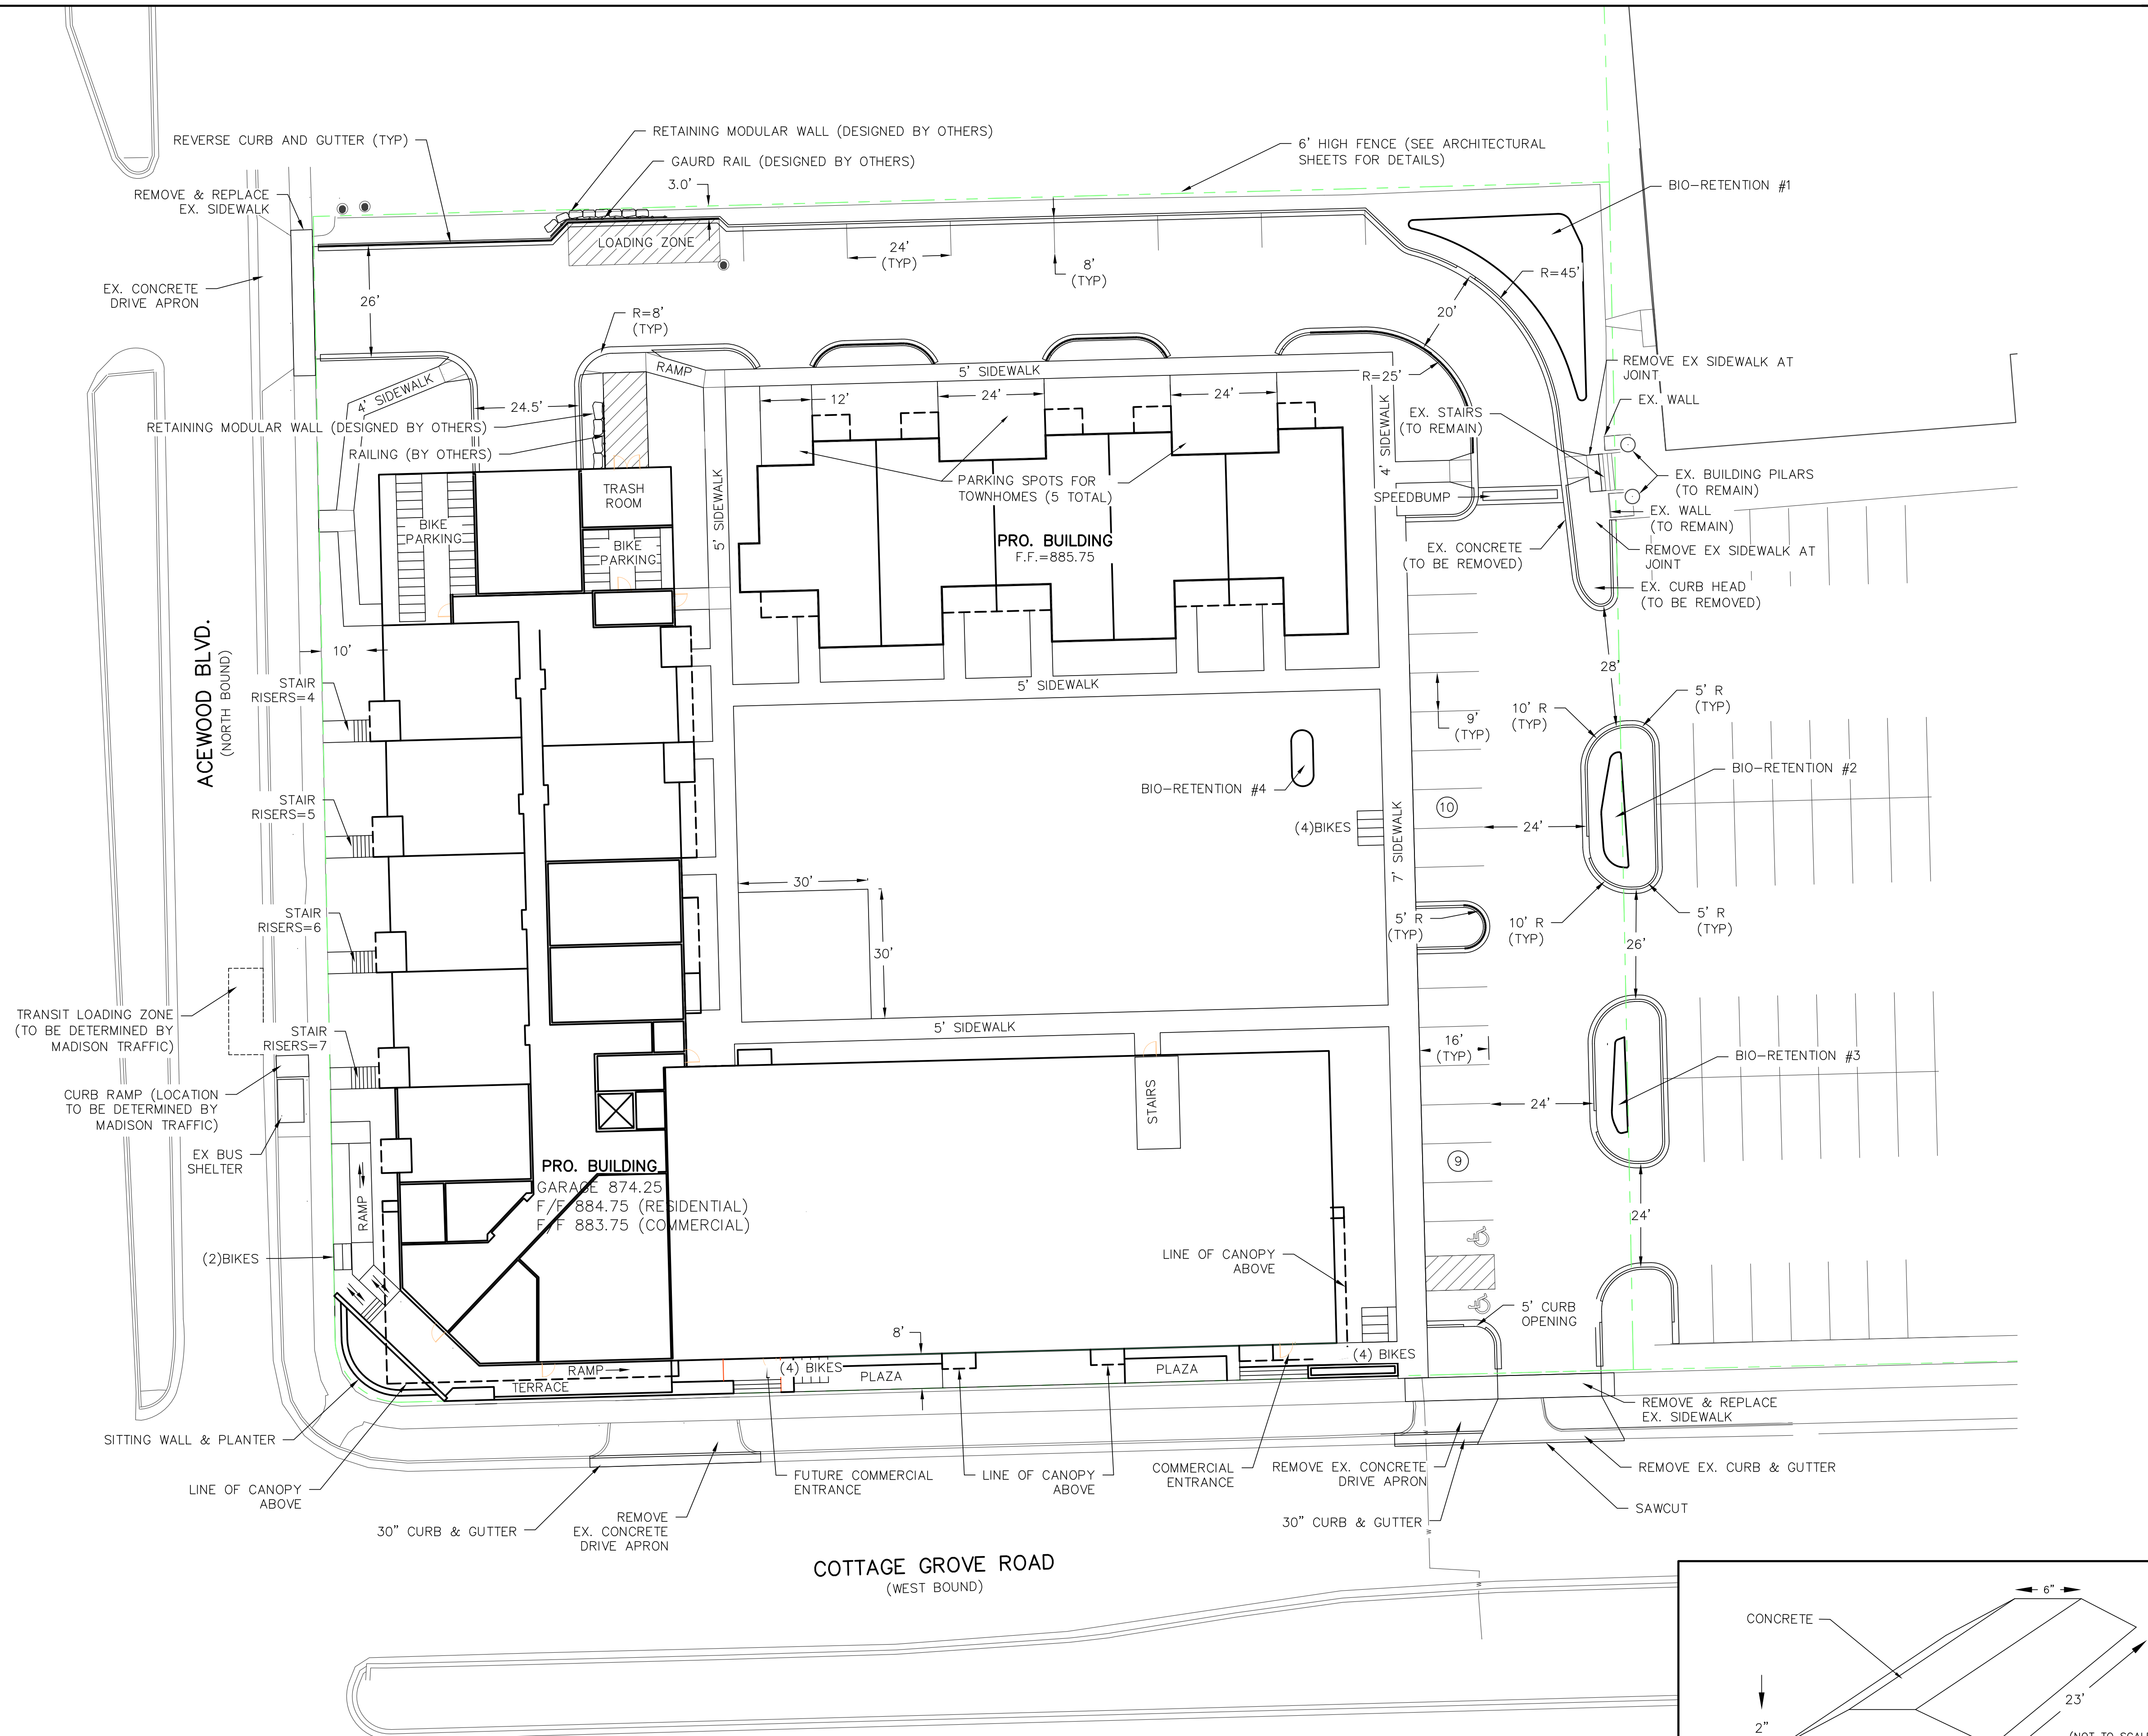 REVERSE CURB AND GUTTER (TYP)
RETAINING MODULAR WALL (DESIGNED BY OTHERS)
GAURD RAIL (DESIGNED BY OTHERS)
3.0'
6' HIGH FENCE (SEE ARCHITECTURAL
SHEETS FOR DETAILS)
BIO-RETENTION #1
REMOVE & REPLACE
EX. SIDEWALK
LOADING ZONE
24'
(TYP)
8'
(TYP)
R=45'
EX. CONCRETE
DRIVE APRON
26'
R=8'
(TYP)
20'
RAMP
5' SIDEWALK
REMOVE EX SIDEWALK AT
JOINT
R=25'
4' SIDEWALK
24.5'
12'
24'
24'
4' SIDEWALK
EX. WALL
EX. STAIRS
(TO REMAIN)
RETAINING MODULAR WALL (DESIGNED BY OTHERS)
RAILING (BY OTHERS)
TRASH
ROOM
PARKING SPOTS FOR
TOWNHOMES (5 TOTAL)
SPEEDBUMP
EX. BUILDING PILARS
(TO REMAIN)
EX. WALL
(TO REMAIN)
BIKE
PARKING
BIKE
PARKING
5' SIDEWALK
PRO. BUILDING
F.F.=885.75
EX. CONCRETE
(TO BE REMOVED)
REMOVE EX SIDEWALK AT
JOINT
EX. CURB HEAD
(TO BE REMOVED)
ACEWOOD BLVD.
(NORTH BOUND)
10'
STAIR
RISERS=4
5' SIDEWALK
28'
9'
(TYP)
10' R
(TYP)
5' R
(TYP)
BIO-RETENTION #2
BIO-RETENTION #4
STAIR
RISERS=5
(4)BIKES
10
7' SIDEWALK
24'
30'
30'
STAIR
RISERS=6
5' R
(TYP)
10' R
(TYP)
5' R
(TYP)
26'
TRANSIT LOADING ZONE
(TO BE DETERMINED BY
MADISON TRAFFIC)
STAIR
RISERS=7
5' SIDEWALK
16'
(TYP)
BIO-RETENTION #3
CURB RAMP (LOCATION
TO BE DETERMINED BY
MADISON TRAFFIC)
STAIRS
24'
EX BUS
SHELTER
RAMP
PRO. BUILDING
GARAGE 874.25
F/F 884.75 (RESIDENTIAL)
F/F 883.75 (COMMERCIAL)
9
24'
(2)BIKES
LINE OF CANOPY
ABOVE
5' CURB
OPENING
8'
RAMP
TERRACE
(4) BIKES
PLAZA
PLAZA
(4) BIKES
SITTING WALL & PLANTER
REMOVE & REPLACE
EX. SIDEWALK
LINE OF CANOPY
ABOVE
FUTURE COMMERCIAL
ENTRANCE
LINE OF CANOPY
ABOVE
COMMERCIAL
ENTRANCE
REMOVE EX. CONCRETE
DRIVE APRON
REMOVE EX. CURB & GUTTER
SAWCUT
30" CURB & GUTTER
REMOVE
EX. CONCRETE
DRIVE APRON
30" CURB & GUTTER
W
COTTAGE GROVE ROAD
(WEST BOUND)
W
6"
CONCRETE
23'
2"